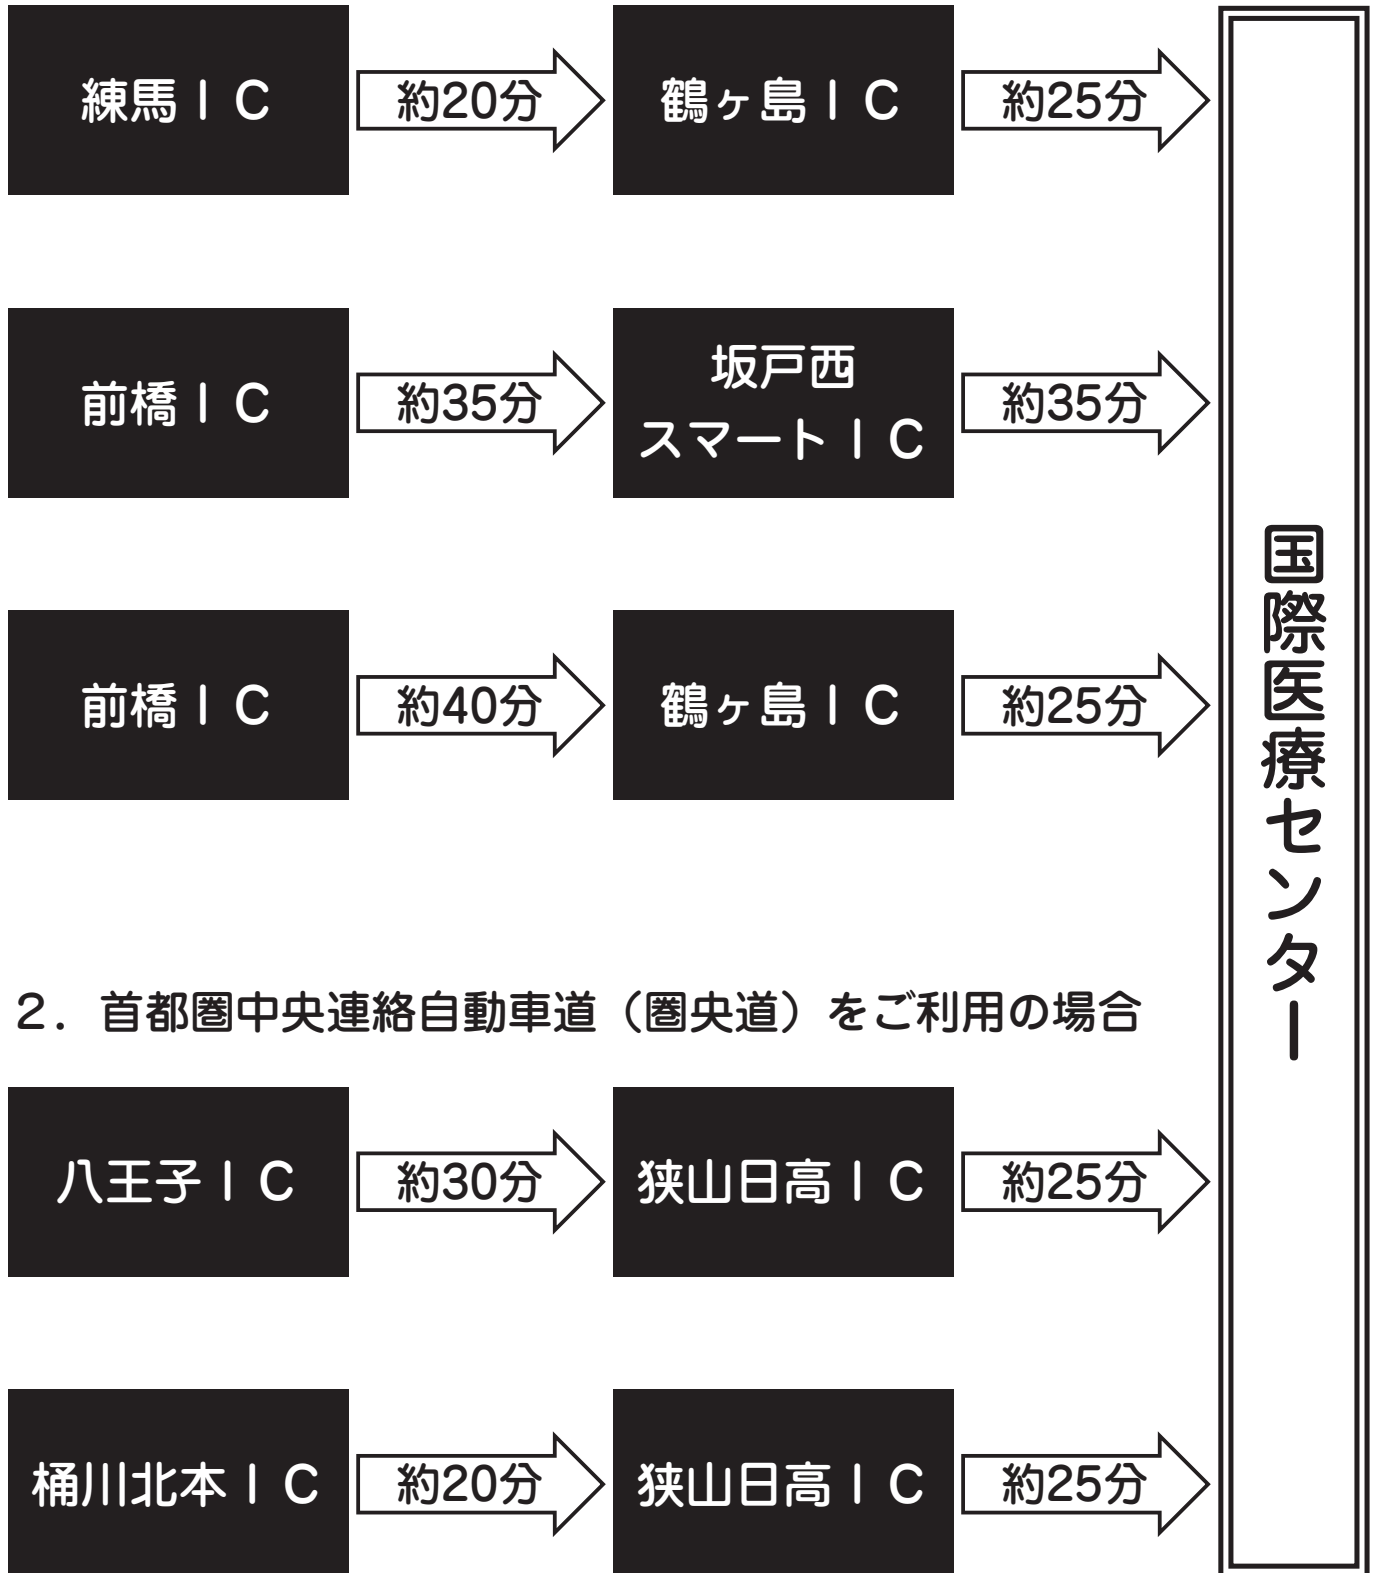 練馬ＩＣ
約20分
鶴ヶ島ＩＣ
約25分
前橋ＩＣ
約35分
坂戸西
スマートＩＣ
約35分
前橋ＩＣ
約40分
鶴ヶ島ＩＣ
約25分
国際医療センター
２．首都圏中央連絡自動車道（圏央道）をご利用の場合
八王子ＩＣ
約30分
狭山日高ＩＣ
約25分
桶川北本ＩＣ
約20分
狭山日高ＩＣ
約25分